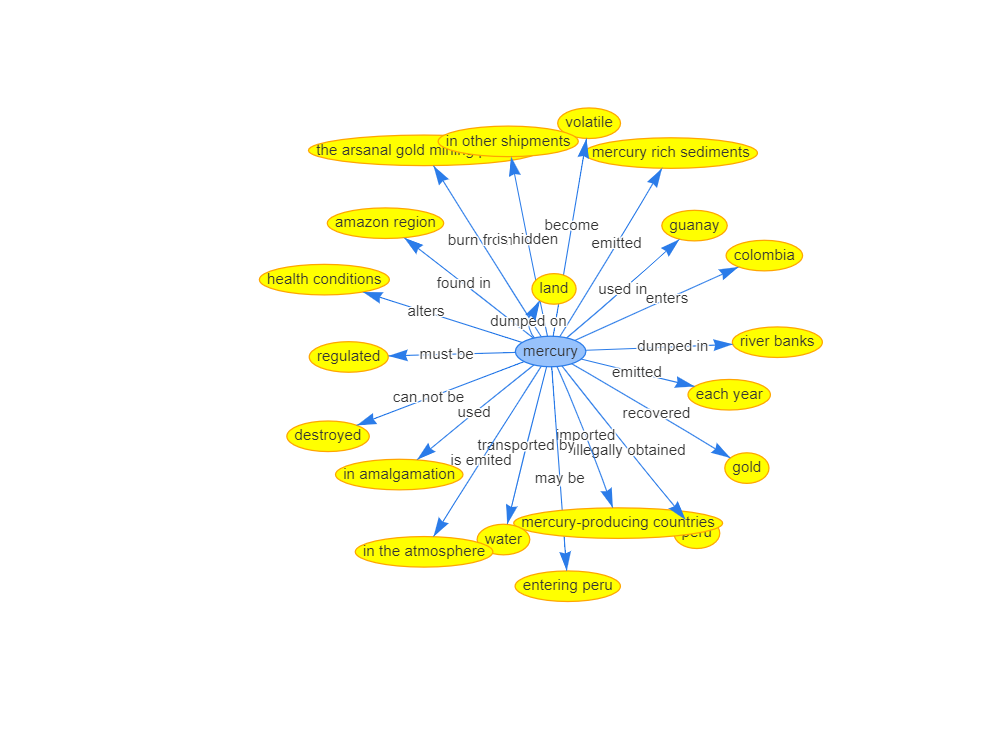 volatile
in other shipments
the arsanal gold mining
mercury rich sediments
amazon region
guanay
become
burn from
is hidden
emitted
colombia
health conditions
found in
land
used in
enters
alters
dumped on
river banks
regulated
must be
mercury
dumped in
emitted
each year
can not be
used
recovered
destroyed
imported
transported by
illegally obtained
is emited
in amalgamation
gold
may be
mercury-producing countries
peru
water
in the atmosphere
entering peru